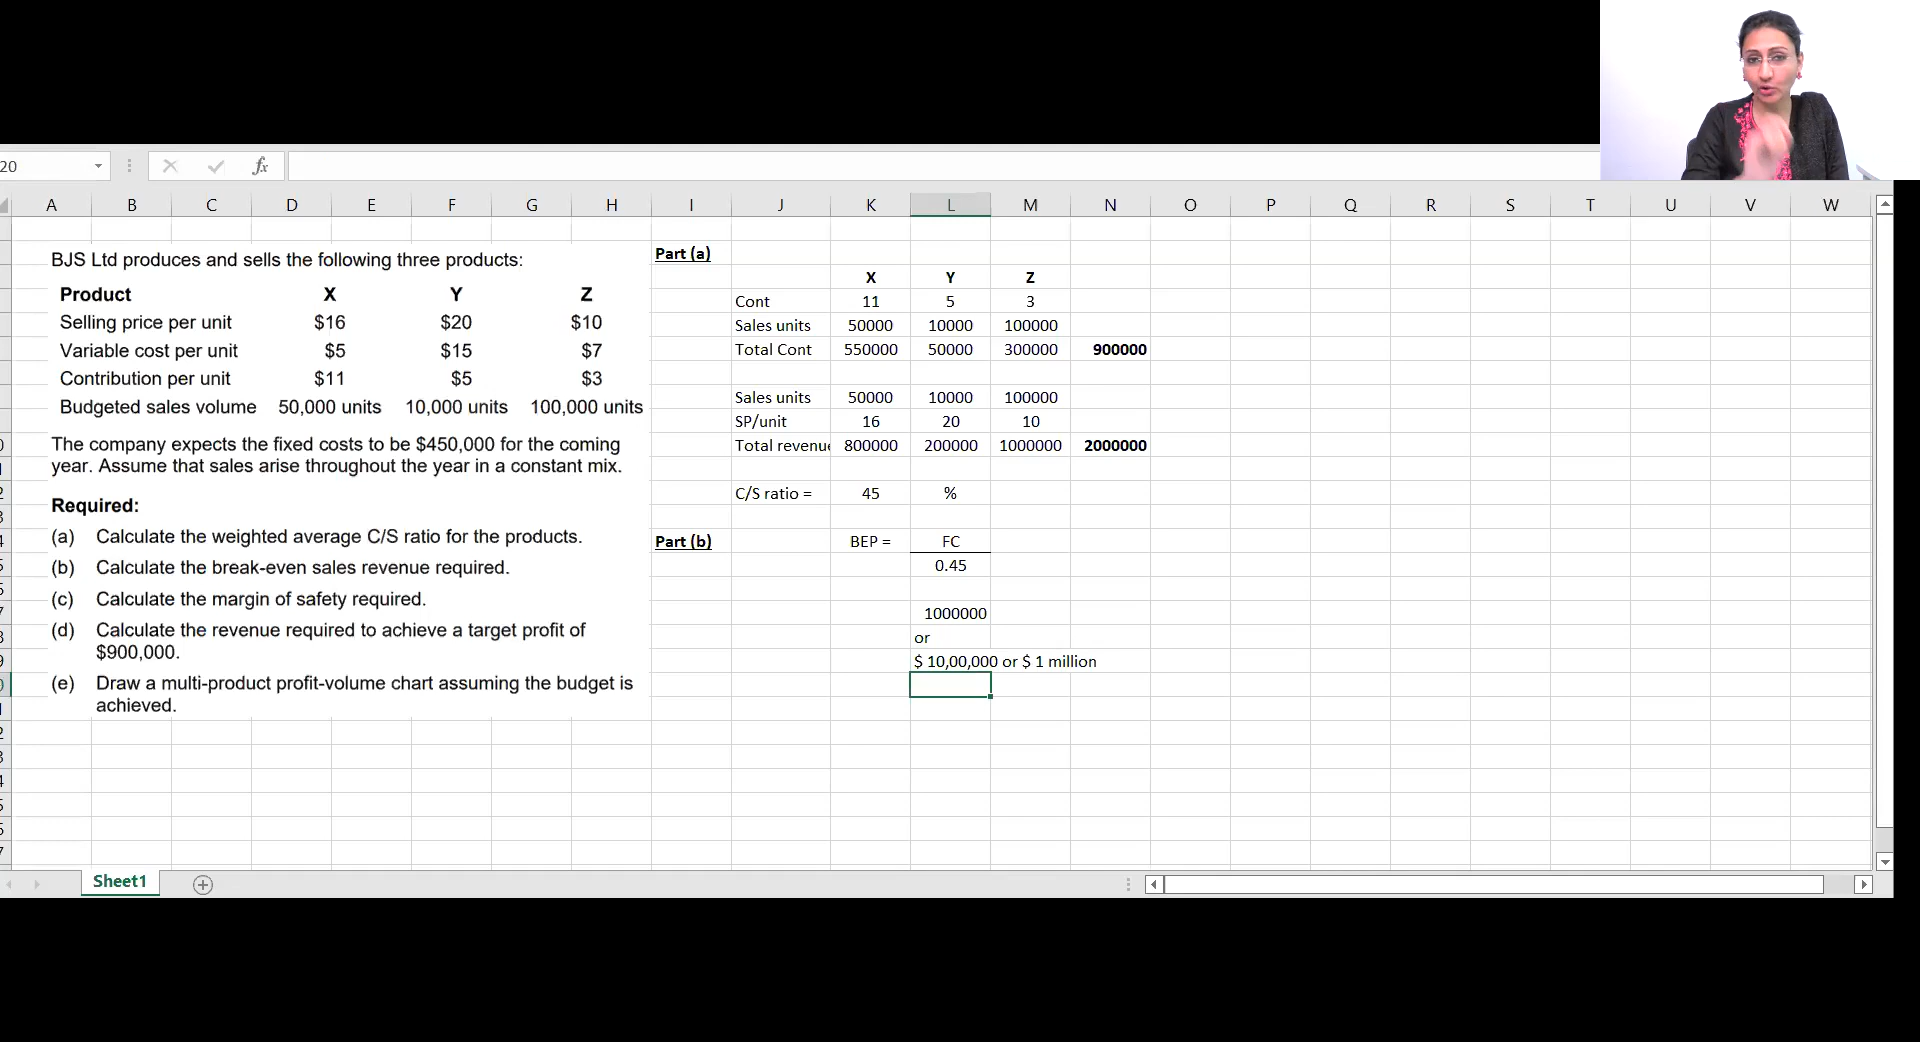 20
fx
A B C D E F G H I J K L M N O P Q R S T U V W
BJS Ltd produces and sells the following three products:
Product X Y Z
Selling price per unit $16 $20 $10
Variable cost per unit $5 $15 $7
Contribution per unit $11 $5 $3
Budgeted sales volume 50,000 units 10,000 units 100,000 units
The company expects the fixed costs to be $450,000 for the coming
year. Assume that sales arise throughout the year in a constant mix.
Required:
(a) Calculate the weighted average C/S ratio for the products.
(b) Calculate the break-even sales revenue required.
(c) Calculate the margin of safety required.
(d) Calculate the revenue required to achieve a target profit of
$900,000.
(e) Draw a multi-product profit-volume chart assuming the budget is
achieved.
Part (a)
X Y Z
Cont 11 5 3
Sales units 50000 10000 100000
Total Cont 550000 50000 300000 900000
Sales units 50000 10000 100000
SP/unit 16 20 10
Total revenue 800000 200000 1000000 2000000
C/S ratio = 45 %
Part (b) BEP = FC
0.45
1000000
or
$ 10,00,000 or $ 1 million
Sheet1